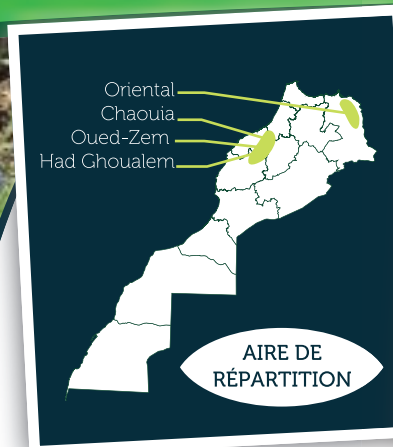 Oriental
Chaouia
Oued-Zem
Had Ghoualem
AIRE DE
RÉPARTITION